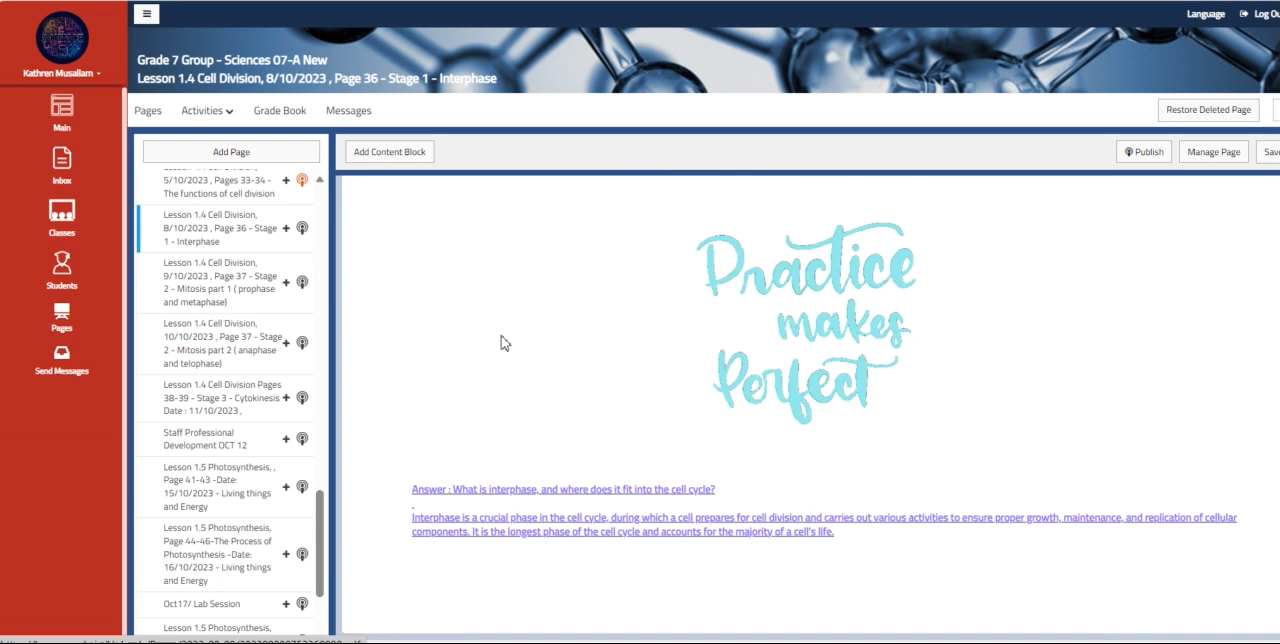 Language
Log Ou
Kathren Musallam
Grade 7 Group - Sciences 07-A New
Lesson 1.4 Cell Division, 8/10/2023 , Page 36 - Stage 1 - Interphase
Main
Inbox
Classes
Students
Pages
Send Messages
Pages
Activities
Grade Book
Messages
Restore Deleted Page
Add Page
5/10/2023 , Pages 33-34 -
The functions of cell division
Lesson 1.4 Cell Division,
8/10/2023 , Page 36 - Stage
1 - Interphase
Lesson 1.4 Cell Division,
9/10/2023 , Page 37 - Stage
2 - Mitosis part 1 ( prophase
and metaphase)
Lesson 1.4 Cell Division,
10/10/2023 , Page 37 - Stage
2 - Mitosis part 2 ( anaphase
and telophase)
Lesson 1.4 Cell Division Pages
38-39 - Stage 3 - Cytokinesis
Date : 11/10/2023 ,
Staff Professional
Development OCT 12
Lesson 1.5 Photosynthesis, ,
Page 41-43 -Date:
15/10/2023 - Living things
and Energy
Lesson 1.5 Photosynthesis,
Page 44-46-The Process of
Photosynthesis -Date:
16/10/2023 - Living things
and Energy
Oct17/ Lab Session
Lesson 1.5 Photosynthesis,
Add Content Block
Publish
Manage Page
Save
Practice
makes
Perfect
Answer : What is interphase, and where does it fit into the cell cycle?
Interphase is a crucial phase in the cell cycle, during which a cell prepares for cell division and carries out various activities to ensure proper growth, maintenance, and replication of cellular
components. It is the longest phase of the cell cycle and accounts for the majority of a cell's life.